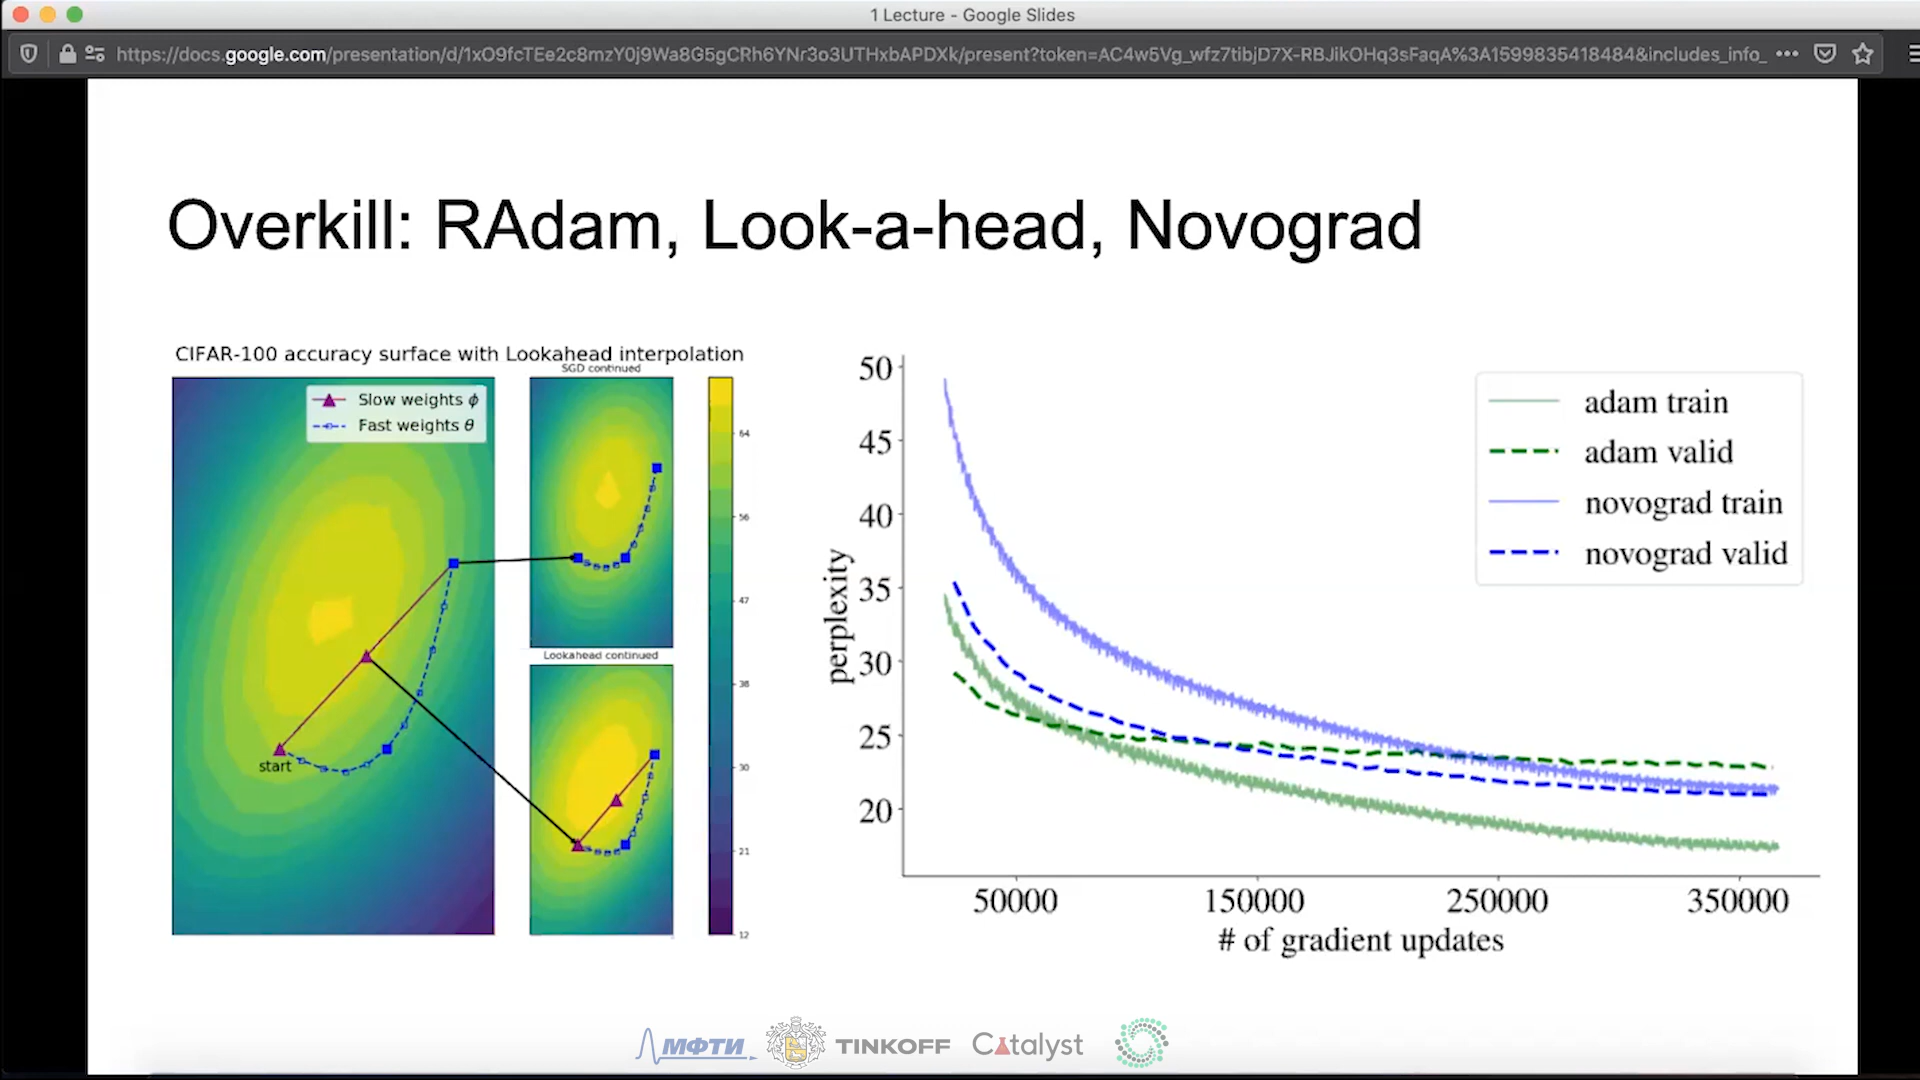 1 Lecture - Google Slides
https://docs.google.com/presentation/d/1xO9fcTEe2c8mzY0j9Wa8G5gCRh6YNr3o3UTHxbAPDXk/present?token=AC4w5Vg_wfz7tibjD7X-RBJikOHq3sFaqA%3A1599835418484&includes_info_
Overkill: RAdam, Look-a-head, Novograd
CIFAR-100 accuracy surface with Lookahead interpolation
SGD continued
Slow weights ϕ
Fast weights θ
start
Lookahead continued
64
56
47
38
30
21
12
50
45
40
35
30
25
20
perplexity
adam train
adam valid
novograd train
novograd valid
50000 150000 250000 350000
# of gradient updates
МФТИ TINKOFF Catalyst